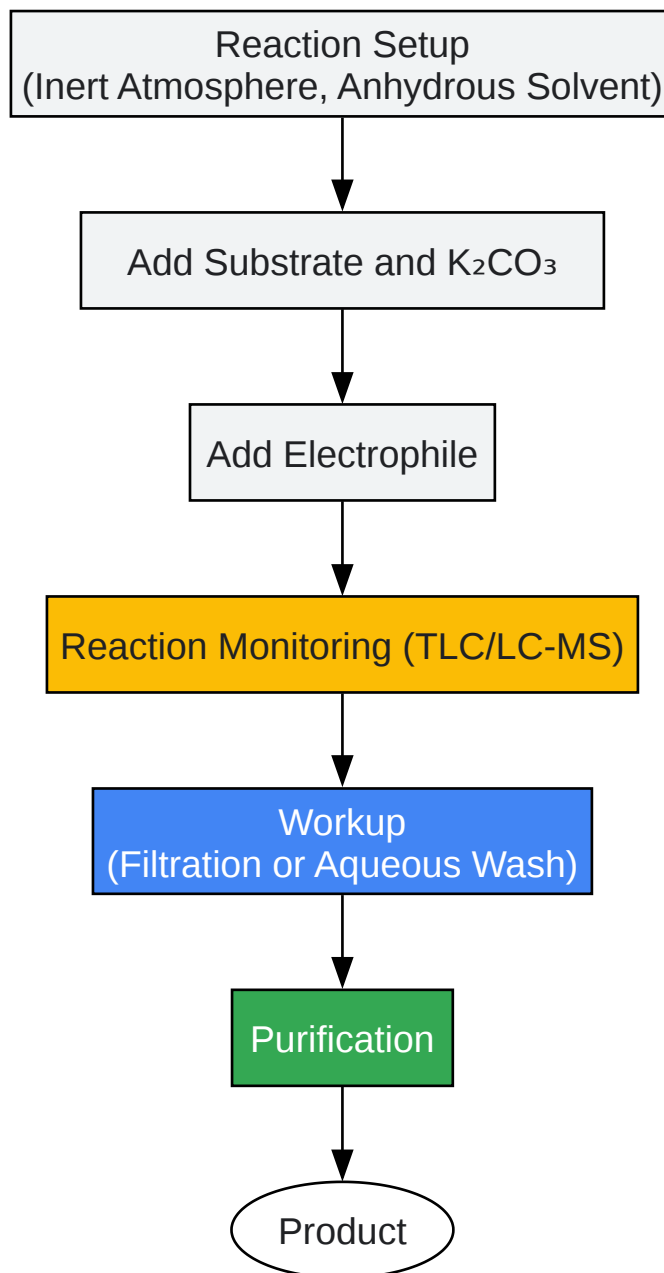 Reaction Setup
(Inert Atmosphere, Anhydrous Solvent)
Add Substrate and K₂CO₃
Add Electrophile
Reaction Monitoring (TLC/LC-MS)
Workup
(Filtration or Aqueous Wash)
Purification
Product